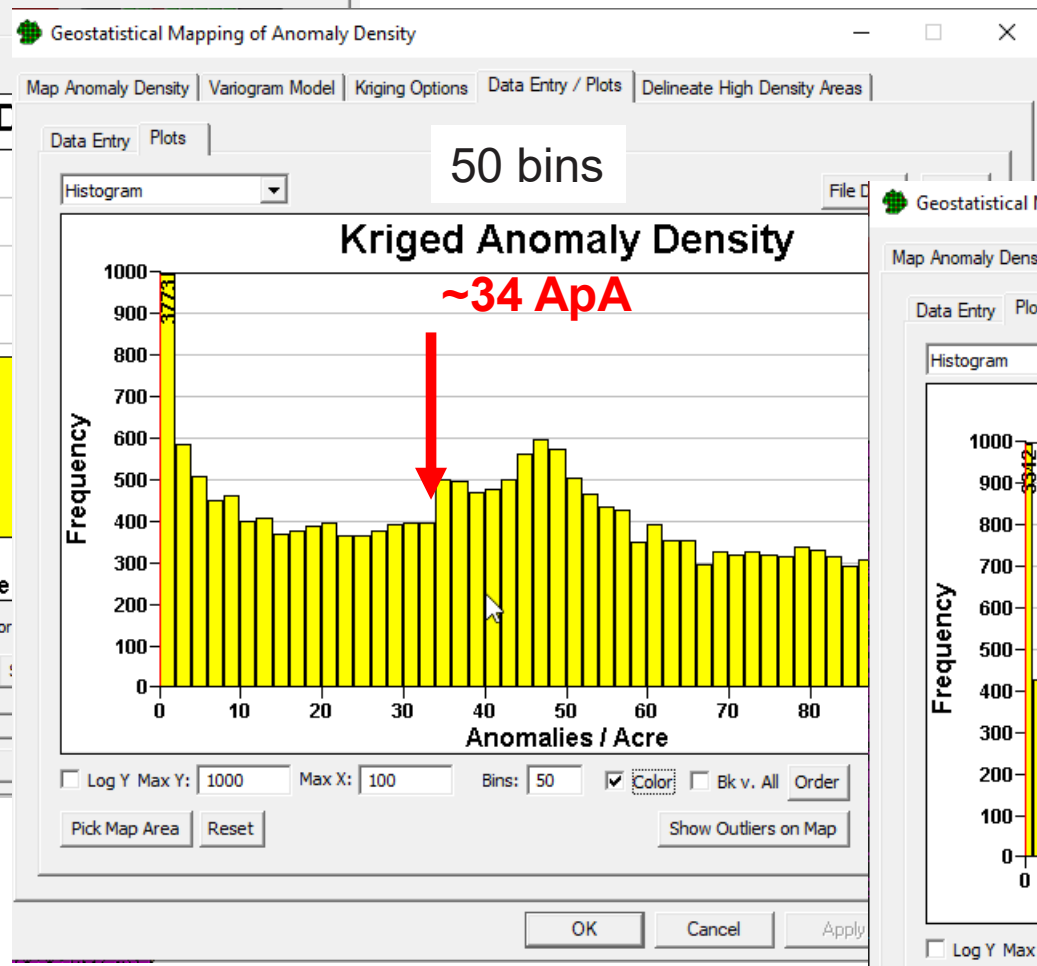 Geostatistical Mapping of Anomaly Density
Map Anomaly Density Variogram Model Kriging Options Data Entry / Plots Delineate High Density Areas
Data Entry Plots
50 bins
Histogram
File D
Kriged Anomaly Density
~34 ApA
3773
1000
900
800
700
600
500
400
300
200
100
0
Frequency
0 10 20 30 40 50 60 70 80
Anomalies / Acre
Log Y Max Y: 1000 Max X: 100 Bins: 50 Color Bk v. All Order
Pick Map Area Reset Show Outliers on Map
OK Cancel Apply
Geostatistical
Map Anomaly Dens
Data Entry Plo
Histogram
3342
1000
900
800
700
600
500
400
300
200
100
0
Frequency
0
Log Y Max